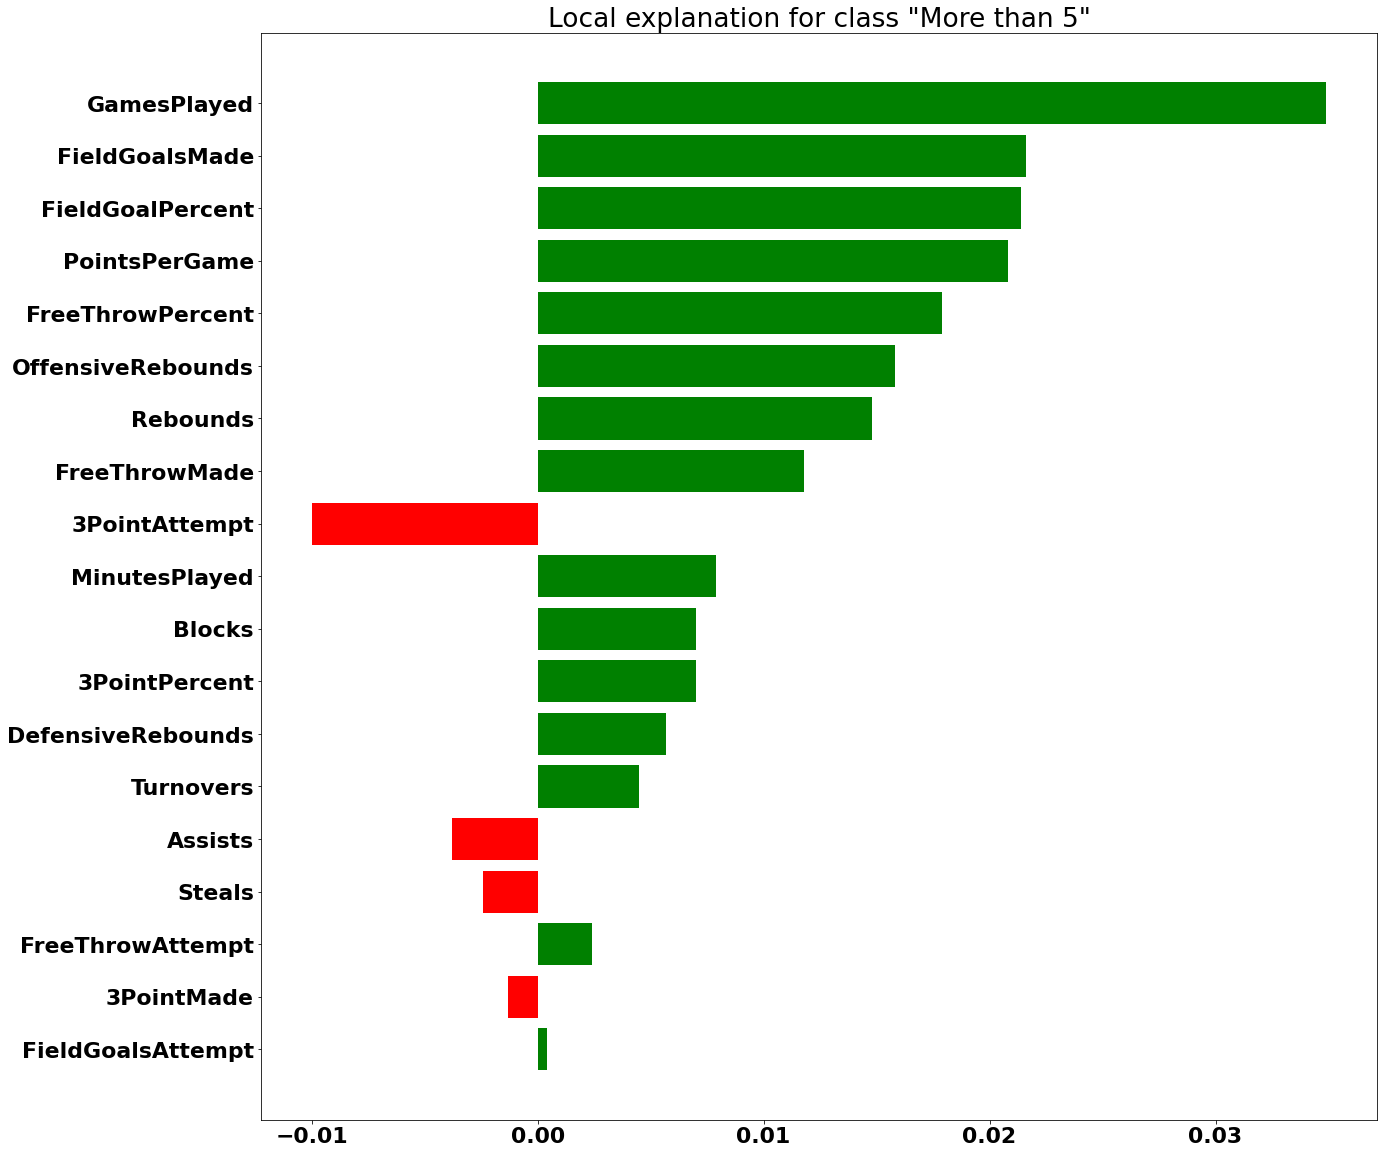 Local explanation for class "More than 5"
GamesPlayed
FieldGoalsMade
FieldGoalPercent
PointsPerGame
FreeThrowPercent
OffensiveRebounds
Rebounds
FreeThrowMade
3PointAttempt
MinutesPlayed
Blocks
3PointPercent
DefensiveRebounds
Turnovers
Assists
Steals
FreeThrowAttempt
3PointMade
FieldGoalsAttempt
−0.01 0.00 0.01 0.02 0.03